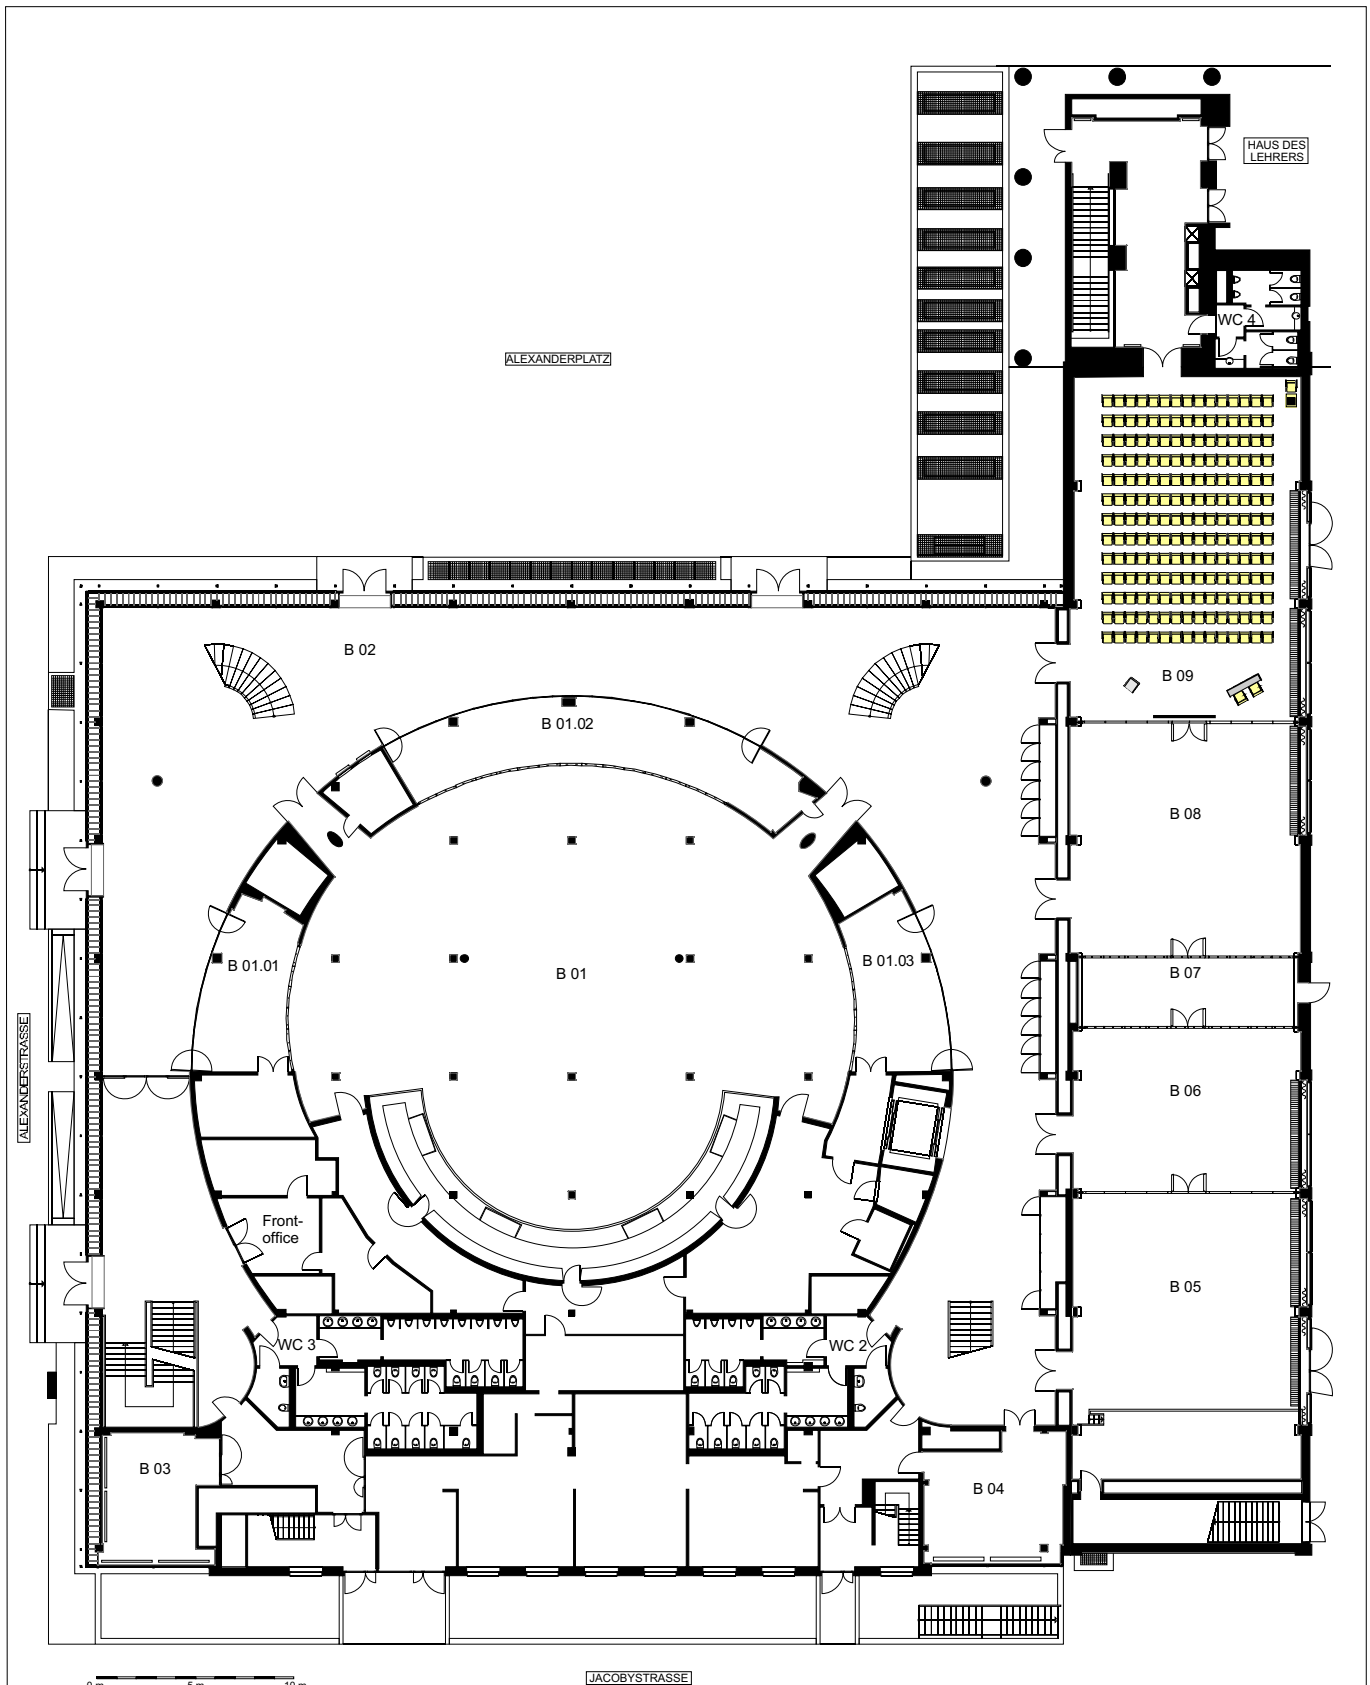 HAUS DES
LEHRERS
WC 4
ALEXANDERPLATZ
B 02
B 09
B 01.02
B 08
B 01.01
B 01
B 01.03
B 07
B 06
ALEXANDERSTRASSE
Front-
office
B 05
WC 3
WC 2
B 03
B 04
0 m 5 m 10 m
JACOBYSTRASSE